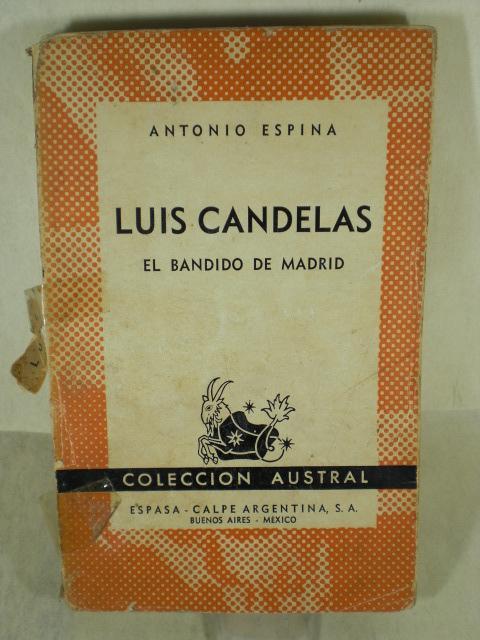 ANTONIO ESPINA
LUIS CANDELAS
EL BANDIDO DE MADRID
COLECCION AUSTRAL
ESPASA - CALPE ARGENTINA, S. A.
BUENOS AIRES - MEXICO